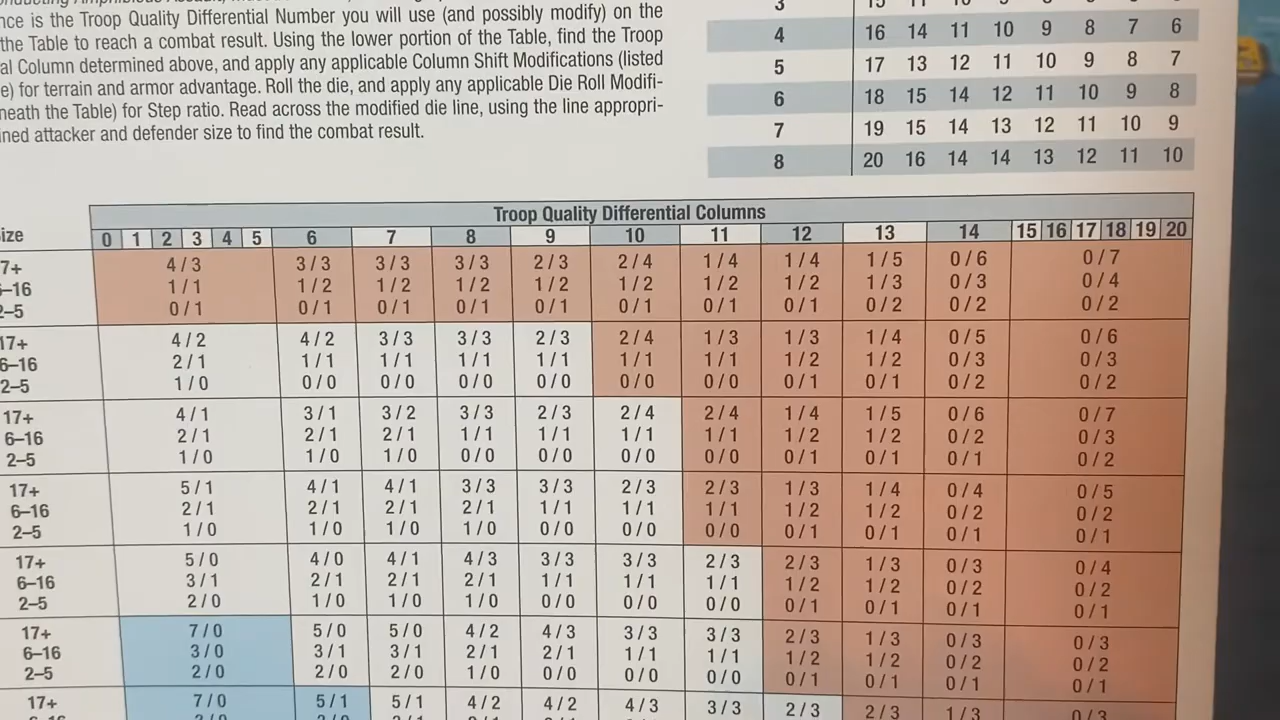 nce is the Troop Quality Differential Number you will use (and possibly modify) on the
the Table to reach a combat result. Using the lower portion of the Table, find the Troop
al Column determined above, and apply any applicable Column Shift Modifications (listed
e) for terrain and armor advantage. Roll the die, and apply any applicable Die Roll Modifi-
neath the Table) for Step ratio. Read across the modified die line, using the line appropri-
ined attacker and defender size to find the combat result.
4 16 14 11 10 9 8 7 6
5 17 13 12 11 10 9 8 7
6 18 15 14 12 11 10 9 8
7 19 15 14 13 12 11 10 9
8 20 16 14 14 13 12 11 10
Troop Quality Differential Columns
ize 0 1 2 3 4 5 6 7 8 9 10 11 12 13 14 15 16 17 18 19 20
7+ 4/3 3/3 3/3 3/3 2/3 2/4 1/4 1/4 1/5 0/6 0/7
–16 1/1 1/2 1/2 1/2 1/2 1/2 1/2 1/2 1/3 0/3 0/4
–5 0/1 0/1 0/1 0/1 0/1 0/1 0/1 0/1 0/2 0/2 0/2
17+ 4/2 4/2 3/3 3/3 2/3 2/4 1/3 1/3 1/4 0/5 0/6
6–16 2/1 1/1 1/1 1/1 1/1 1/1 1/1 1/2 1/2 0/3 0/3
2–5 1/0 0/0 0/0 0/0 0/0 0/0 0/0 0/1 0/1 0/2 0/2
17+ 4/1 3/1 3/2 3/3 2/3 2/4 2/4 1/4 1/5 0/6 0/7
6–16 2/1 2/1 2/1 1/1 1/1 1/1 1/1 1/2 1/2 0/2 0/3
2–5 1/0 1/0 1/0 0/0 0/0 0/0 0/0 0/1 0/1 0/1 0/2
17+ 5/1 4/1 4/1 3/3 3/3 2/3 2/3 1/3 1/4 0/4 0/5
6–16 2/1 2/1 2/1 2/1 1/1 1/1 1/1 1/2 1/2 0/2 0/2
2–5 1/0 1/0 1/0 1/0 0/0 0/0 0/0 0/1 0/1 0/1 0/1
17+ 5/0 4/0 4/1 4/3 3/3 3/3 2/3 2/3 1/3 0/3 0/4
6–16 3/1 2/1 2/1 2/1 1/1 1/1 1/1 1/2 1/2 0/2 0/2
2–5 2/0 1/0 1/0 1/0 0/0 0/0 0/0 0/1 0/1 0/1 0/1
17+ 7/0 5/0 5/0 4/2 4/3 3/3 3/3 2/3 1/3 0/3 0/3
6–16 3/0 3/1 3/1 2/1 2/1 1/1 1/1 1/2 1/2 0/2 0/2
2–5 2/0 2/0 2/0 1/0 0/0 0/0 0/0 0/1 0/1 0/1 0/1
17+ 7/0 5/1 5/1 4/2 4/2 4/3 3/3 2/3 2/3 1/3 0/3